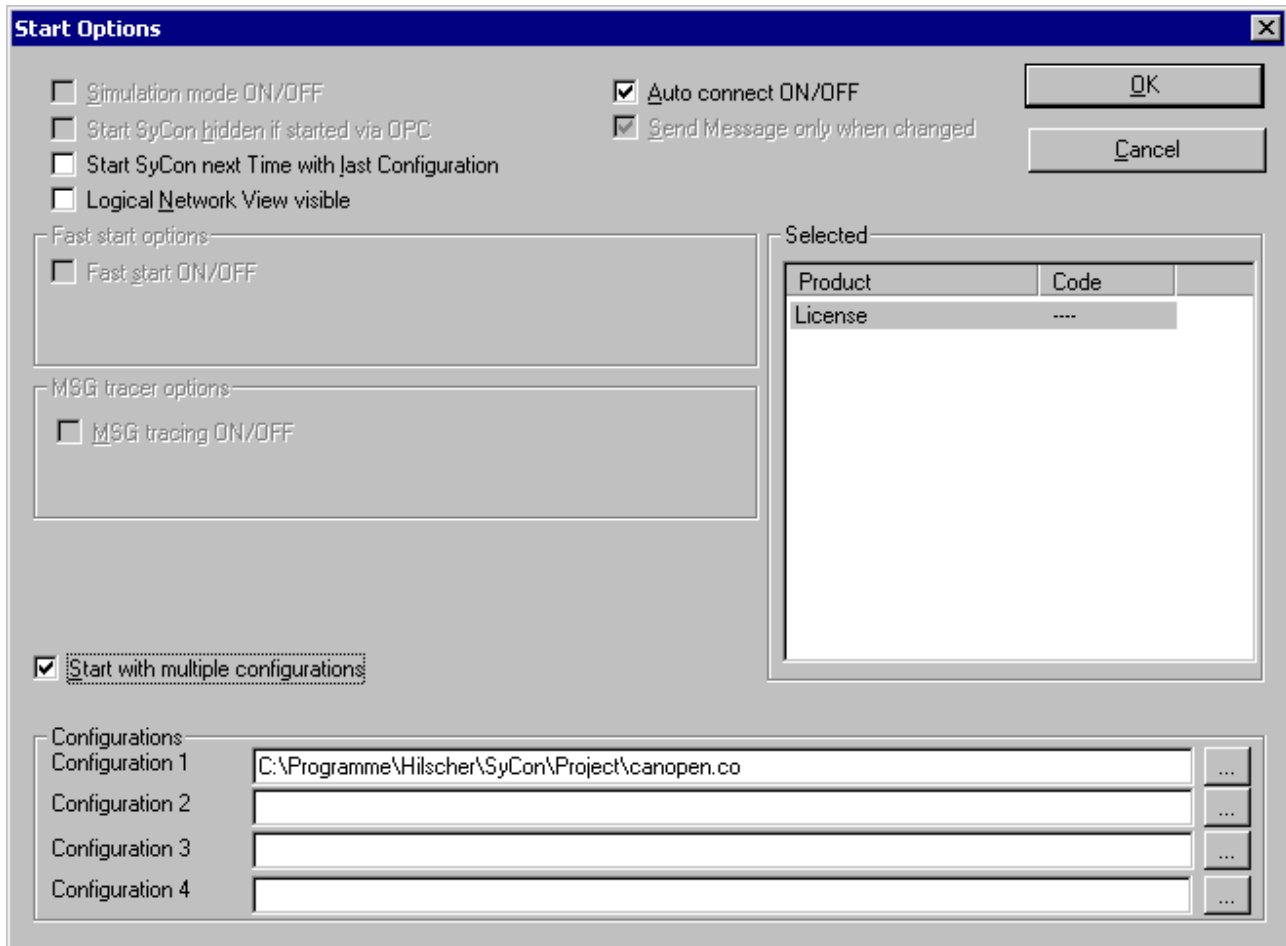 Start Options
Simulation mode ON/OFF
Start SyCon hidden if started via OPC
Start SyCon next Time with last Configuration
Logical Network View visible
Auto connect ON/OFF
Send Message only when changed
OK
Cancel
Fast start options
Fast start ON/OFF
MSG tracer options
MSG tracing ON/OFF
Selected
Product Code
License ----
Start with multiple configurations
Configurations
Configuration 1 C:\Programme\Hilscher\SyCon\Project\canopen.co ...
Configuration 2 ...
Configuration 3 ...
Configuration 4 ...